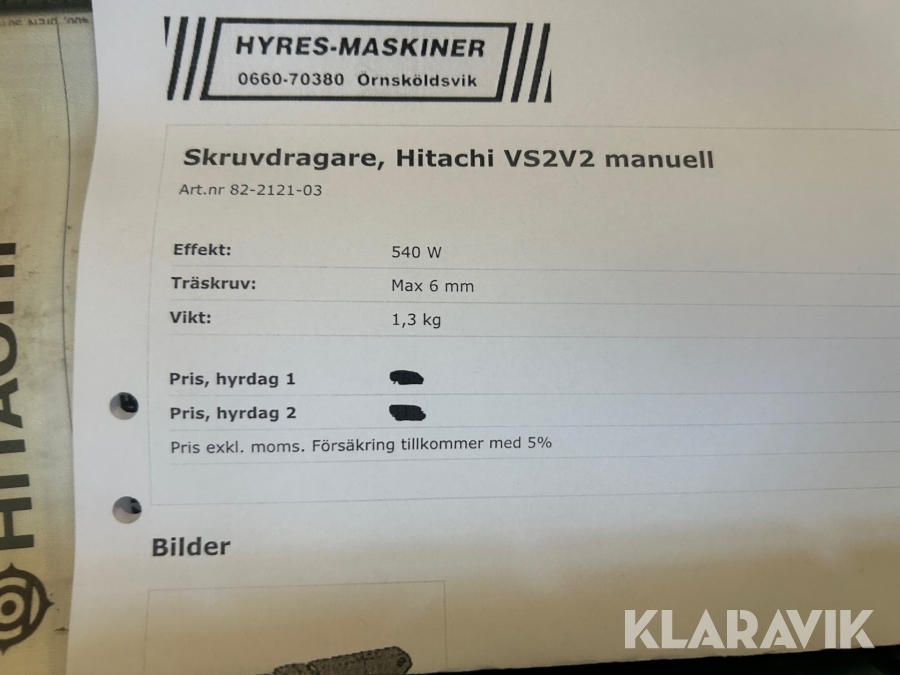 HYRES-MASKINER
0660-70380 Örnsköldsvik
Skruvdragare, Hitachi VS2V2 manuell
Art.nr 82-2121-03
Effekt: 540 W
Träskruv: Max 6 mm
Vikt: 1,3 kg
Pris, hyrdag 1
Pris, hyrdag 2
Pris exkl. moms. Försäkring tillkommer med 5%
Bilder
HITACHI
KLARAVIK